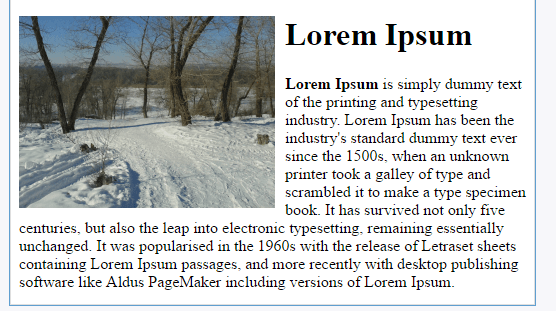 Lorem Ipsum
Lorem Ipsum is simply dummy text
of the printing and typesetting
industry. Lorem Ipsum has been the
industry's standard dummy text ever
since the 1500s, when an unknown
printer took a galley of type and
scrambled it to make a type specimen
book. It has survived not only five
centuries, but also the leap into electronic typesetting, remaining essentially
unchanged. It was popularised in the 1960s with the release of Letraset sheets
containing Lorem Ipsum passages, and more recently with desktop publishing
software like Aldus PageMaker including versions of Lorem Ipsum.